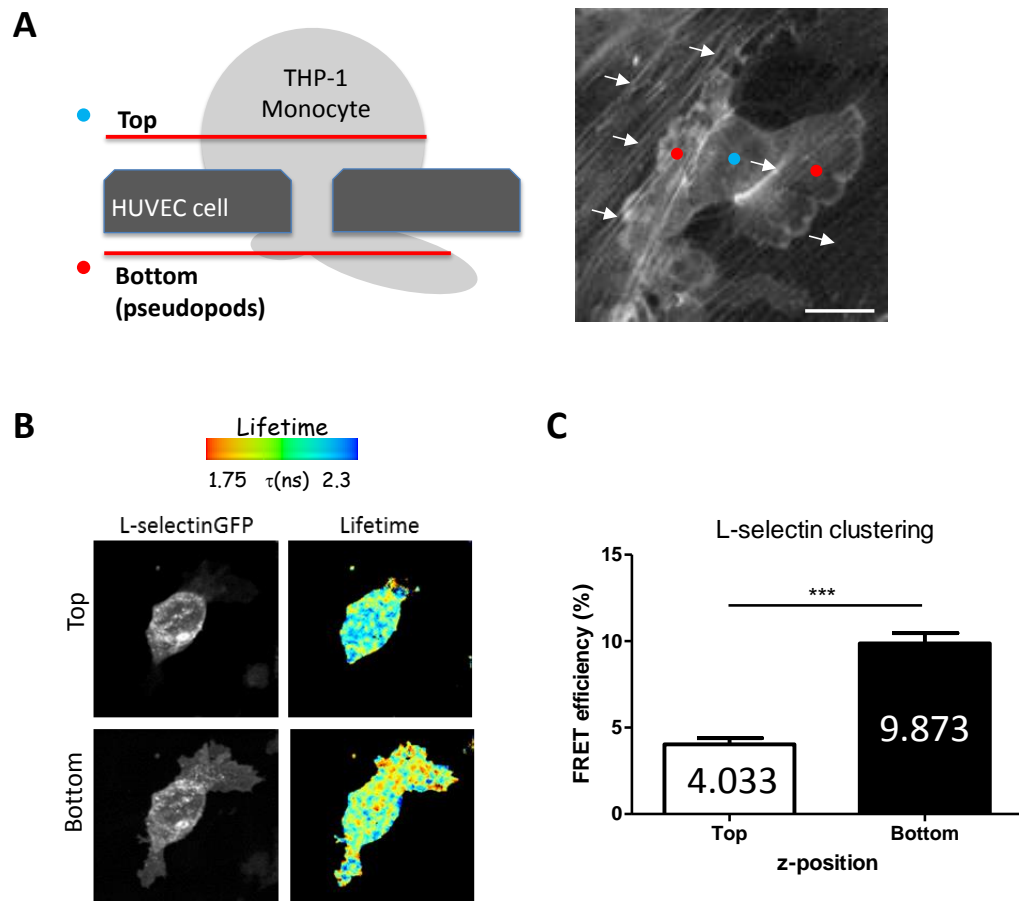 A
THP-1
Monocyte
Top
HUVEC cell
Bottom
(pseudopods)
B
Lifetime
1.75 τ(ns) 2.3
L-selectinGFP Lifetime
Top
Bottom
C
L-selectin clustering
FRET efficiency (%)
15
10
5
0
***
4.033
9.873
Top Bottom
z-position